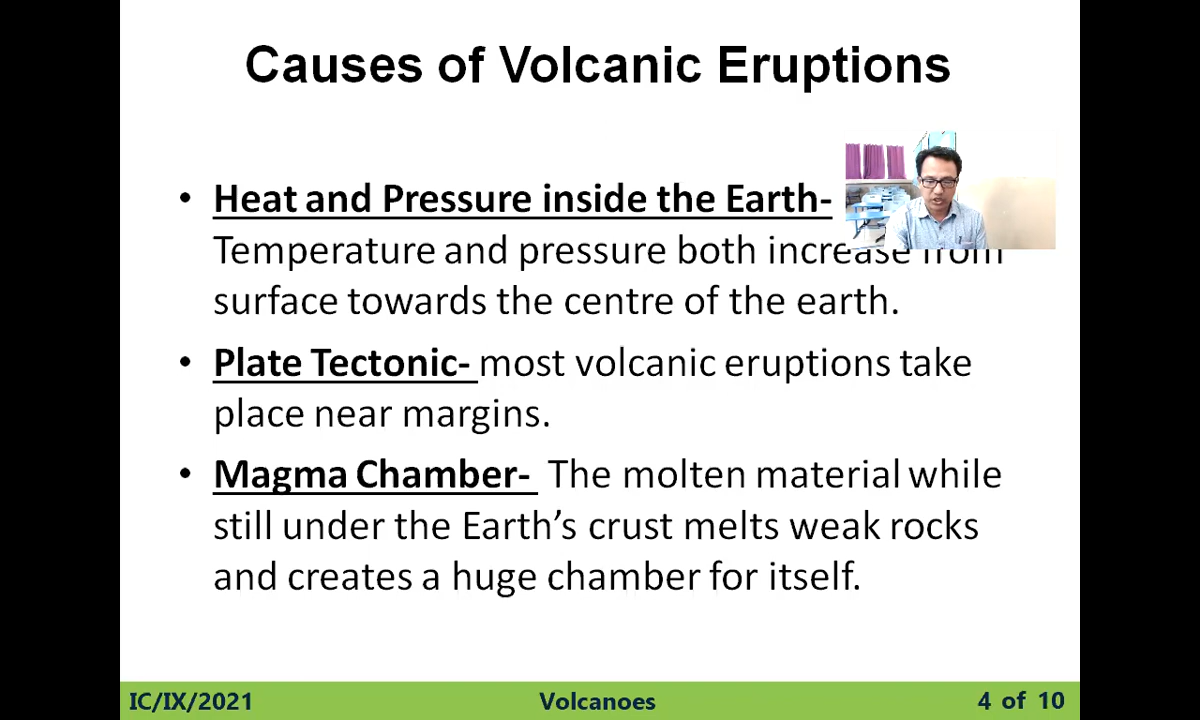 Causes of Volcanic Eruptions
• Heat and Pressure inside the Earth-
Temperature and pressure both increase from
surface towards the centre of the earth.
• Plate Tectonic- most volcanic eruptions take
place near margins.
• Magma Chamber- The molten material while
still under the Earth’s crust melts weak rocks
and creates a huge chamber for itself.
IC/IX/2021 Volcanoes 4 of 10